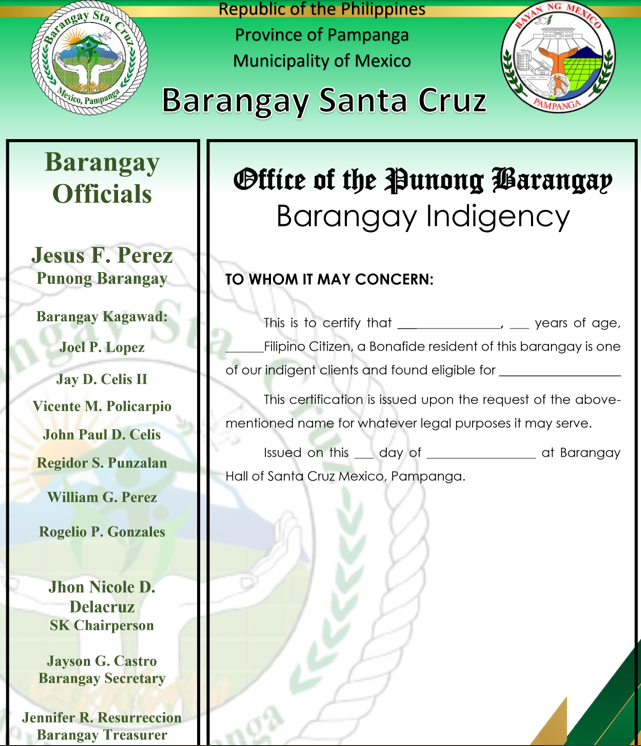 Republic of the Philippines
Province of Pampanga
Municipality of Mexico
Barangay Santa Cruz
Barangay Sta. Cruz
Mexico, Pampanga
BAYAN NG MEXICO
PAMPANGA
Barangay
Officials
Jesus F. Perez
Punong Barangay
Barangay Kagawad:
Joel P. Lopez
Jay D. Celis II
Vicente M. Policarpio
John Paul D. Celis
Regidor S. Punzalan
William G. Perez
Rogelio P. Gonzales
Jhon Nicole D.
Delacruz
SK Chairperson
Jayson G. Castro
Barangay Secretary
Jennifer R. Resurreccion
Barangay Treasurer
Office of the Punong Barangay
Barangay Indigency
TO WHOM IT MAY CONCERN:
This is to certify that __________________, ___ years of age,
______Filipino Citizen, a Bonafide resident of this barangay is one
of our indigent clients and found eligible for ___________________
This certification is issued upon the request of the above-
mentioned name for whatever legal purposes it may serve.
Issued on this ___ day of _________________ at Barangay
Hall of Santa Cruz Mexico, Pampanga.